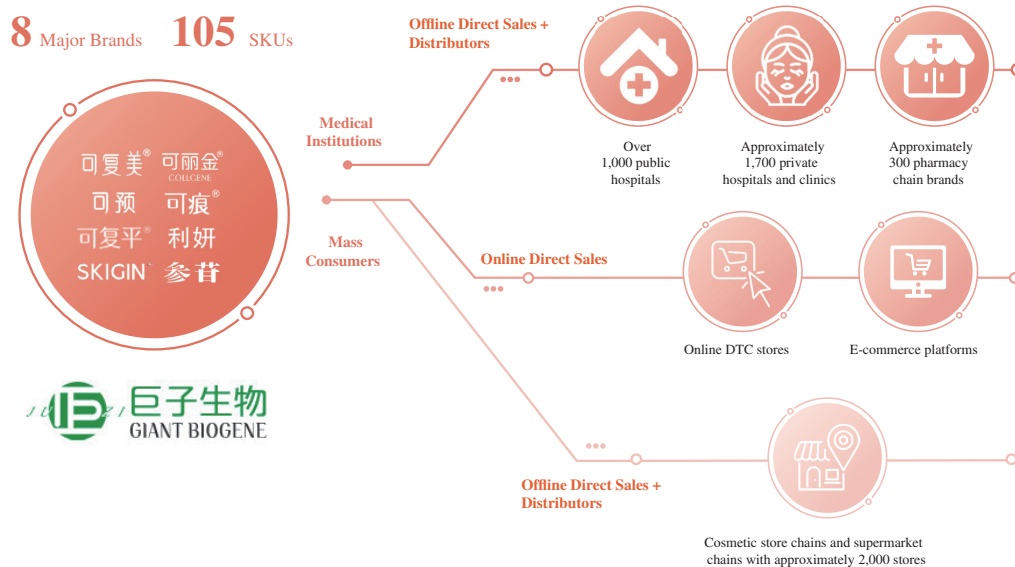 8 Major Brands 105 SKUs
可复美® 可丽金®
COLLGENE
可预 可痕®
可复平® 利妍
SKIGIN 参苷
JU ZI 巨子生物
GIANT BIOGENE
Medical
Institutions
Mass
Consumers
Offline Direct Sales +
Distributors
Over
1,000 public
hospitals
Approximately
1,700 private
hospitals and clinics
Approximately
300 pharmacy
chain brands
Online Direct Sales
Online DTC stores
E-commerce platforms
Offline Direct Sales +
Distributors
Cosmetic store chains and supermarket
chains with approximately 2,000 stores